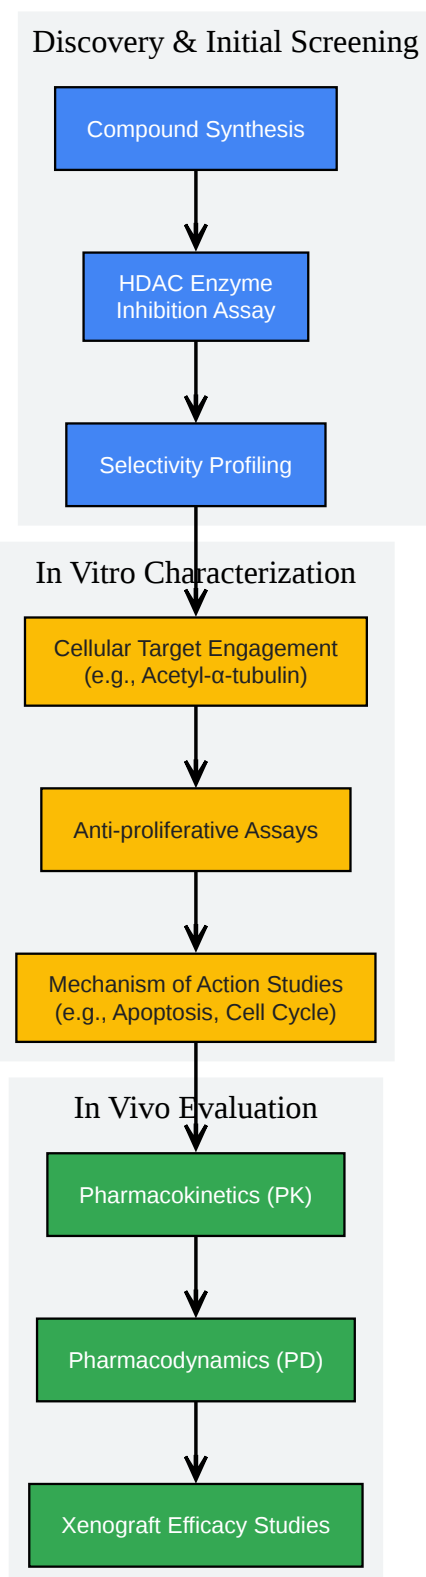 Discovery & Initial Screening
Compound Synthesis
HDAC Enzyme
Inhibition Assay
Selectivity Profiling
In Vitro Characterization
Cellular Target Engagement
(e.g., Acetyl-α-tubulin)
Anti-proliferative Assays
Mechanism of Action Studies
(e.g., Apoptosis, Cell Cycle)
In Vivo Evaluation
Pharmacokinetics (PK)
Pharmacodynamics (PD)
Xenograft Efficacy Studies